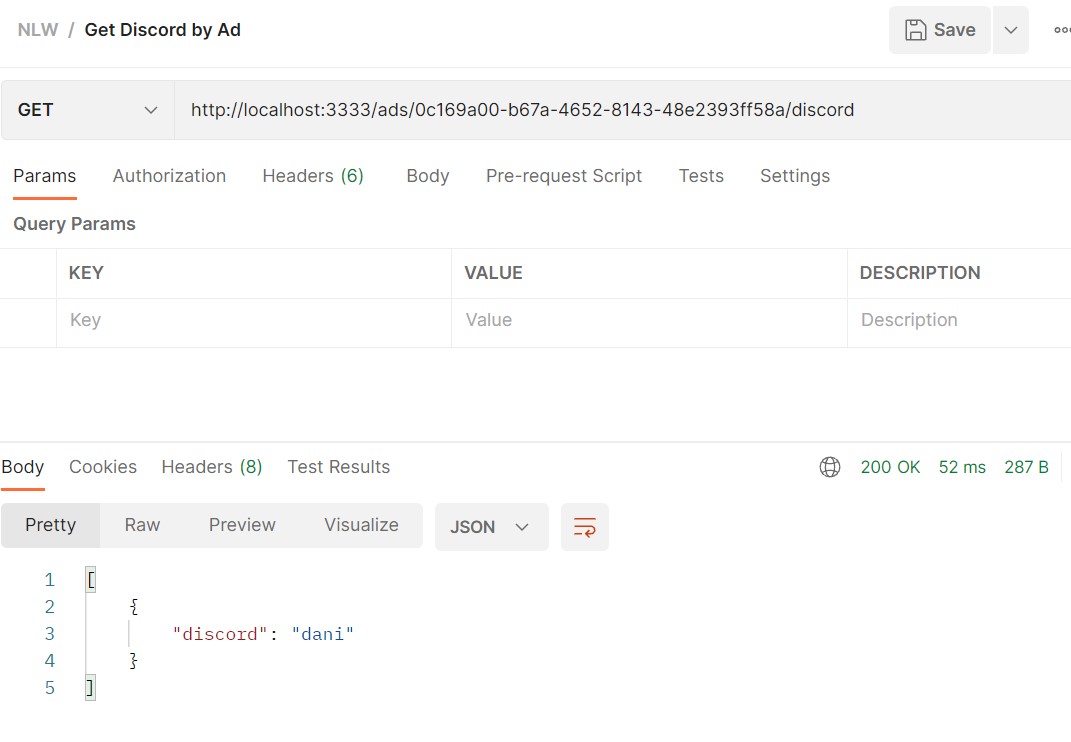 NLW / Get Discord by Ad
Save
GET http://localhost:3333/ads/0c169a00-b67a-4652-8143-48e2393ff58a/discord
Params Authorization Headers (6) Body Pre-request Script Tests Settings
Query Params
KEY VALUE DESCRIPTION
Key Value Description
Body Cookies Headers (8) Test Results 200 OK 52 ms 287 B
Pretty Raw Preview Visualize JSON
1 [
2 {
3 "discord": "dani"
4 }
5 ]